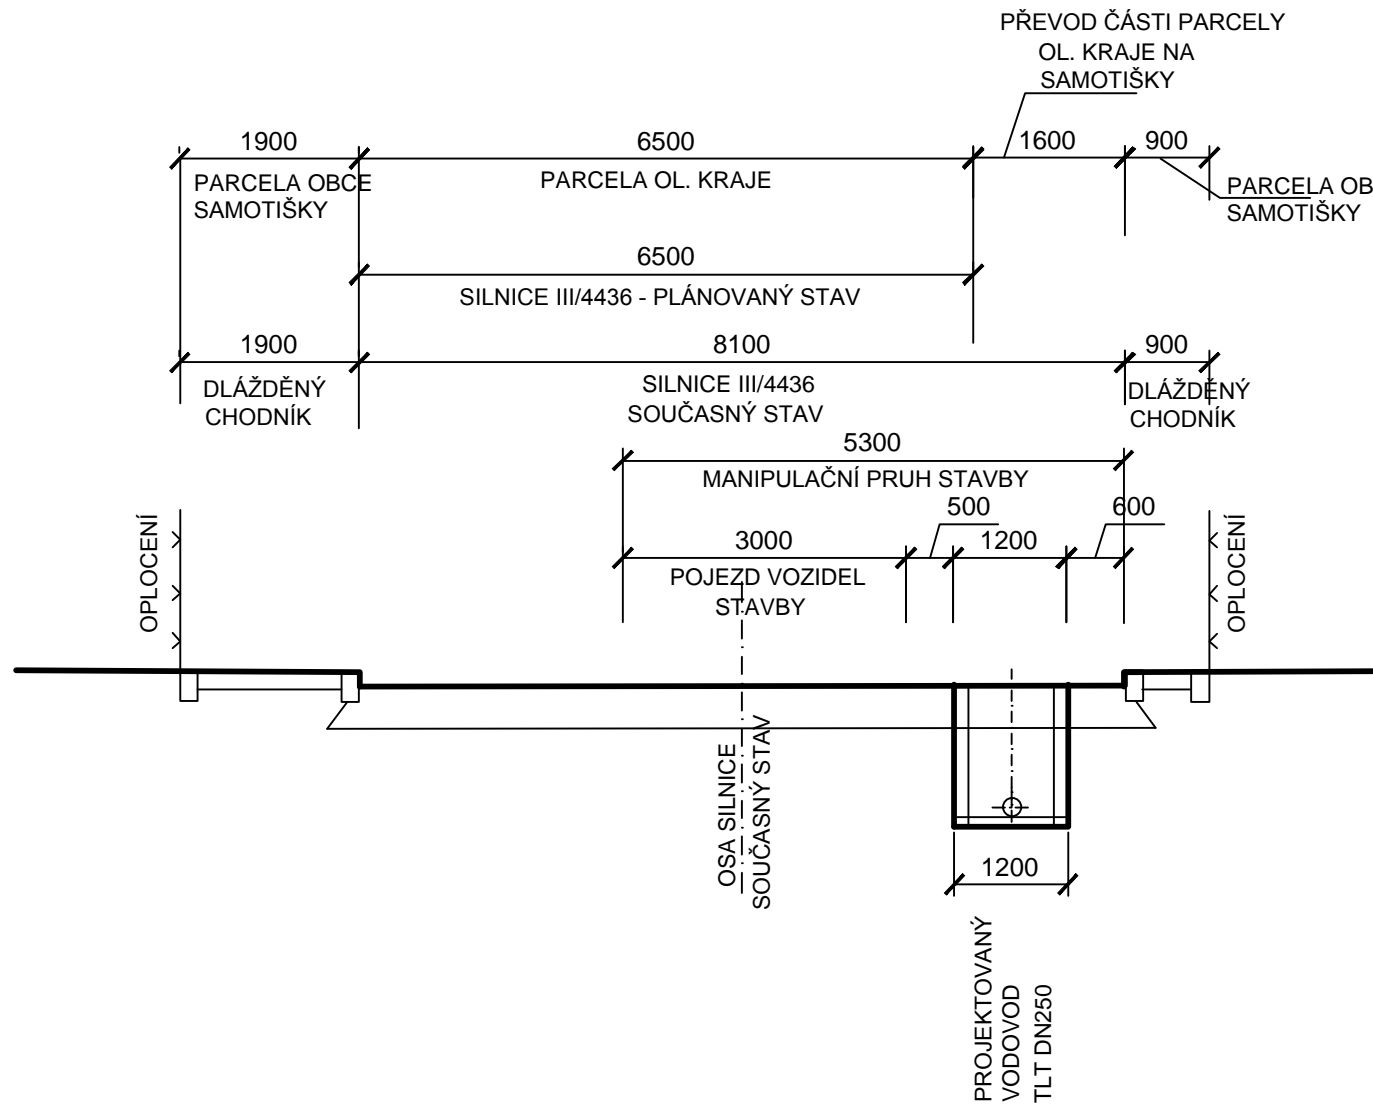 PŘEVOD ČÁSTI PARCELY
OL. KRAJE NA
SAMOTIŠKY
1900
6500
1600
900
PARCELA OBCE
SAMOTIŠKY
PARCELA OL. KRAJE
PARCELA OB
SAMOTIŠKY
6500
SILNICE III/4436 - PLÁNOVANÝ STAV
1900
8100
900
DLÁŽDĚNÝ
CHODNÍK
SILNICE III/4436
SOUČASNÝ STAV
DLÁŽDĚNÝ
CHODNÍK
5300
MANIPULAČNÍ PRUH STAVBY
500
600
3000
1200
POJEZD VOZIDEL
STAVBY
OPLOCENÍ
OPLOCENÍ
OSA SILNICE
SOUČASNÝ STAV
1200
PROJEKTOVANÝ
VODOVOD
TLT DN250